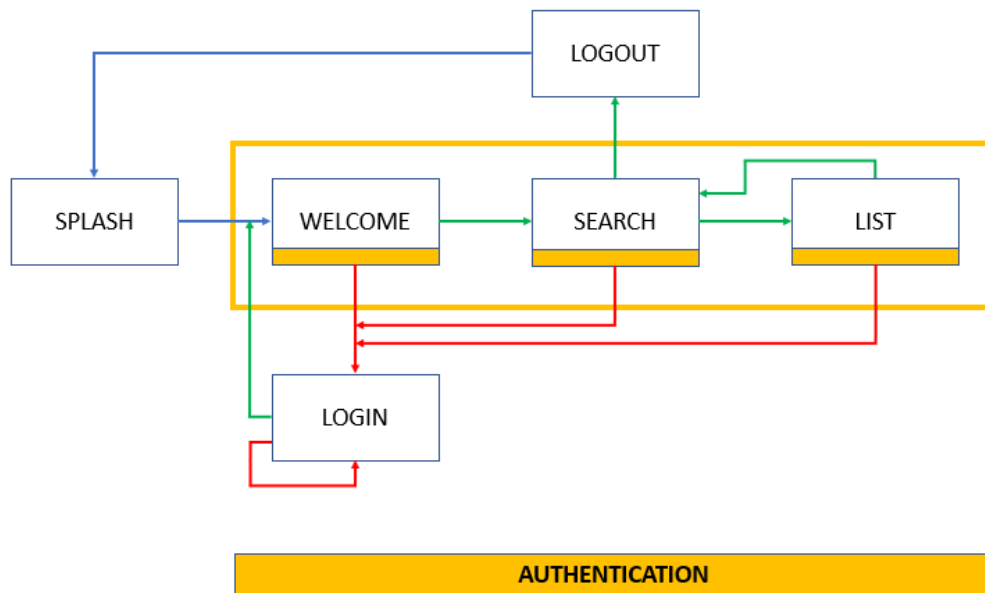 LOGOUT
SPLASH
WELCOME
SEARCH
LIST
LOGIN
AUTHENTICATION